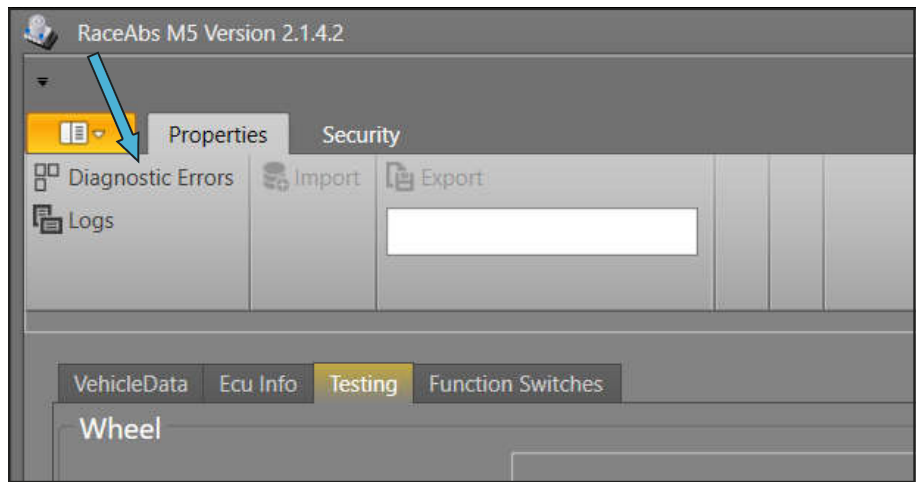 RaceAbs M5 Version 2.1.4.2
Properties Security
Diagnostic Errors Import Export
Logs
VehicleData Ecu Info Testing Function Switches
Wheel